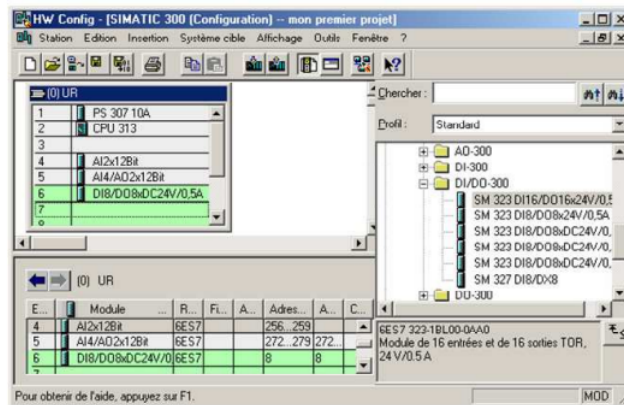 HW Config - [SIMATIC 300 (Configuration) -- mon premier projet]
Station Edition Insertion Système cible Affichage Outils Fenêtre ?
(0) UR
1 PS 307 10A
2 CPU 313
3
4 AI2x12Bit
5 AI4/AO2x12Bit
6 DI8/DO8xDC24V/0,5A
7
Chercher :
Profil : Standard
AO-300
DI-300
DI/DO-300
SM 323 DI16/DO16x24V/0,5
SM 323 DI8/DO8x24V/0,5A
SM 323 DI8/DO8xDC24V/0,
SM 323 DI8/DO8xDC24V/0,
SM 323 DI8/DO8xDC24V/0,
SM 327 DI8/DX8
DO-300
(0) UR
E... Module ... R... Fi... A... Adres... A... C...
4 AI2x12Bit 6ES7 256...259
5 AI4/AO2x12Bit 6ES7 272...279 272...
6 DI8/DO8xDC24V/0 6ES7 8 8
7
6ES7 323-1BL00-0AA0
Module de 16 entrées et de 16 sorties TOR,
24 V/0.5 A
Pour obtenir de l'aide, appuyez sur F1.
MOD